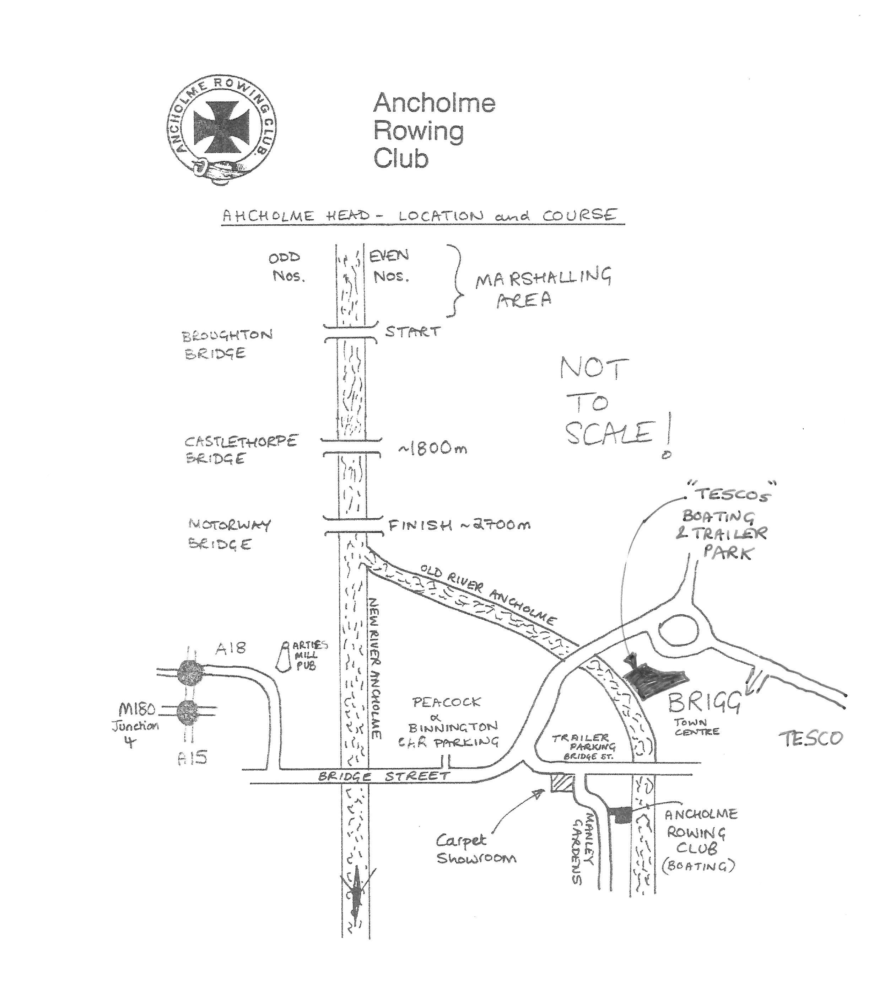 ANCHOLME ROWING CLUB.
Ancholme
Rowing
Club
ANCHOLME HEAD - LOCATION and COURSE
ODD
Nos.
EVEN
Nos.
MARSHALLING
AREA
BROUGHTON
BRIDGE
START
NOT
TO
SCALE!
CASTLETHORPE
BRIDGE
~1800m
"TESCOs"
BOATING
& TRAILER
PARK
MOTORWAY
BRIDGE
FINISH ~2700m
OLD RIVER ANCHOLME
NEW RIVER ANCHOLME
A18
ARTIES
MILL
PUB
M180
Junction
4
A15
PEACOCK
&
BINNINGTON
CAR PARKING
BRIGG
TOWN
CENTRE
TESCO
TRAILER
PARKING
BRIDGE ST.
BRIDGE STREET
Carpet
Showroom
MANLEY
GARDENS
ANCHOLME
ROWING
CLUB
(BOATING)